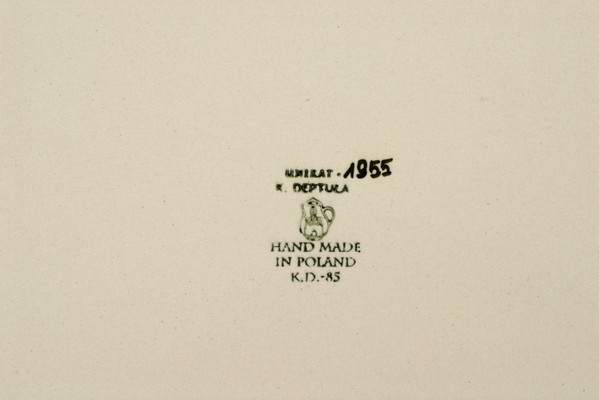 UNIKAT - 1955
K. DEPTUŁA
HAND MADE
IN POLAND
K.D.-85